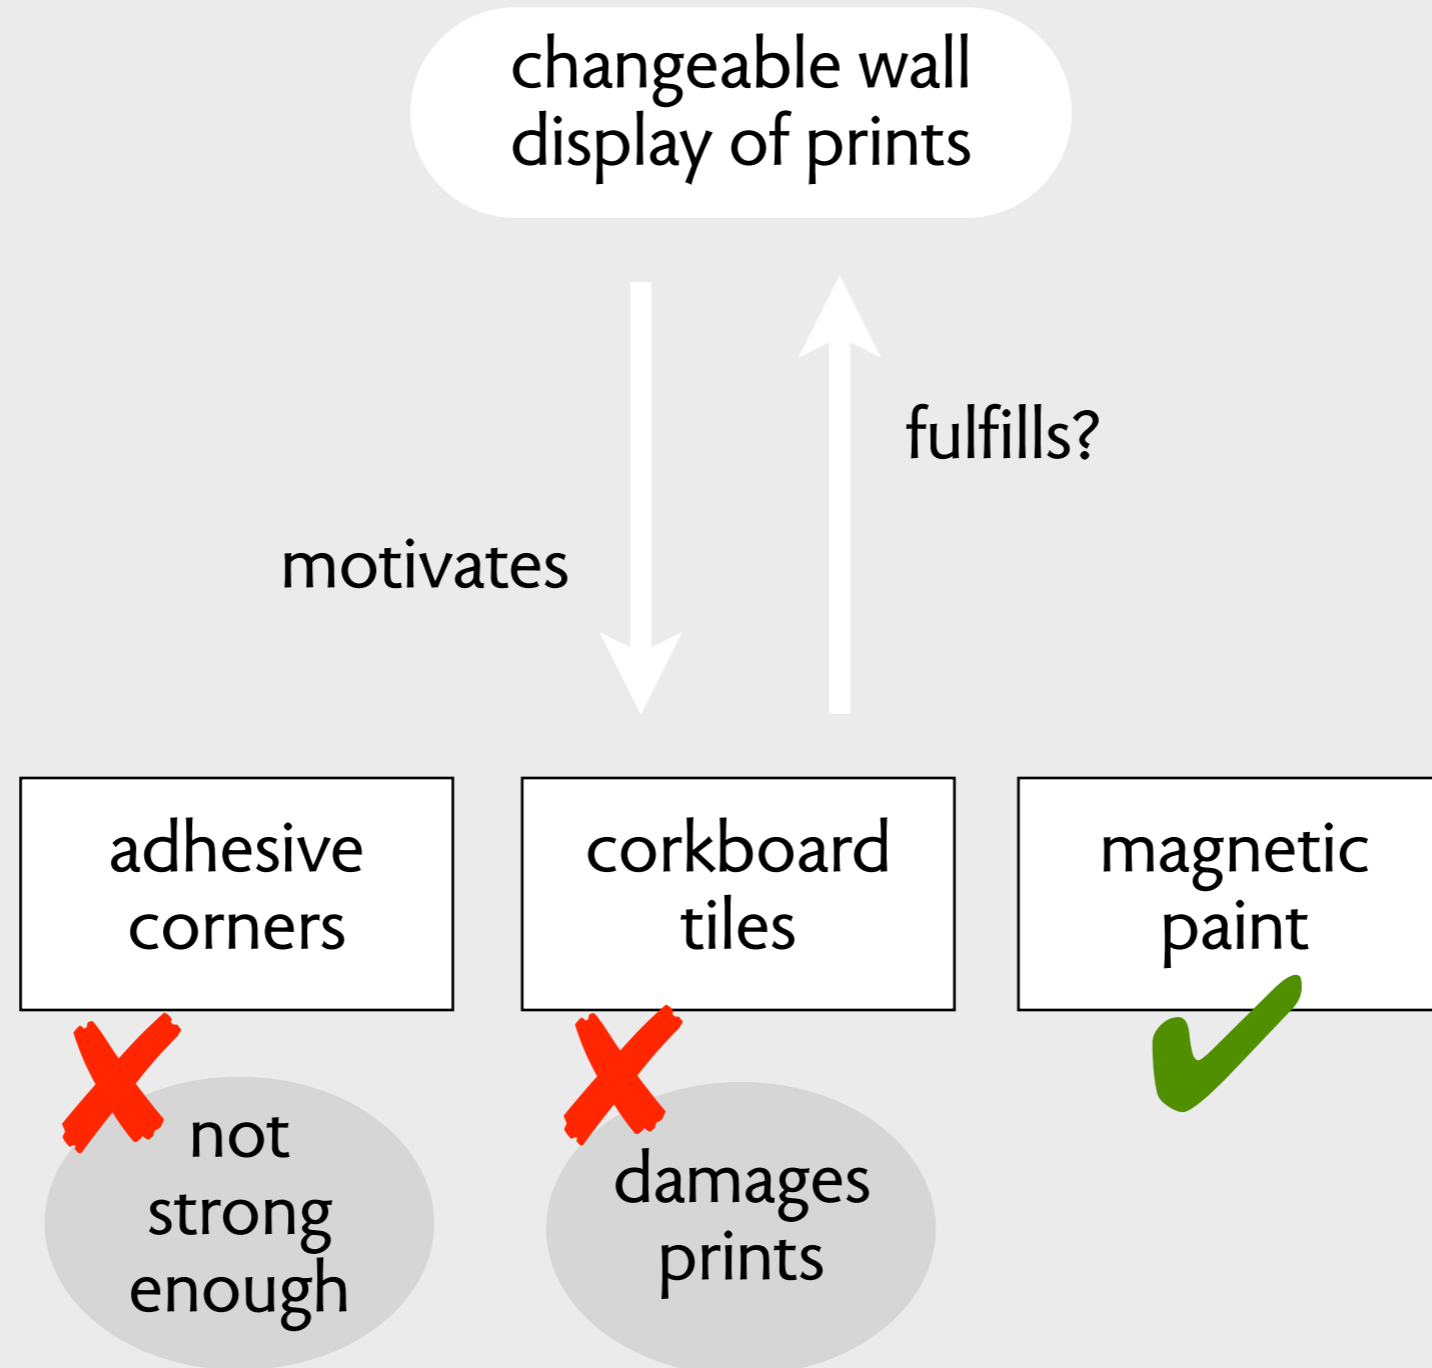 changeable wall
display of prints
fulfills?
motivates
adhesive
corners
corkboard
tiles
magnetic
paint
not
strong
enough
damages
prints